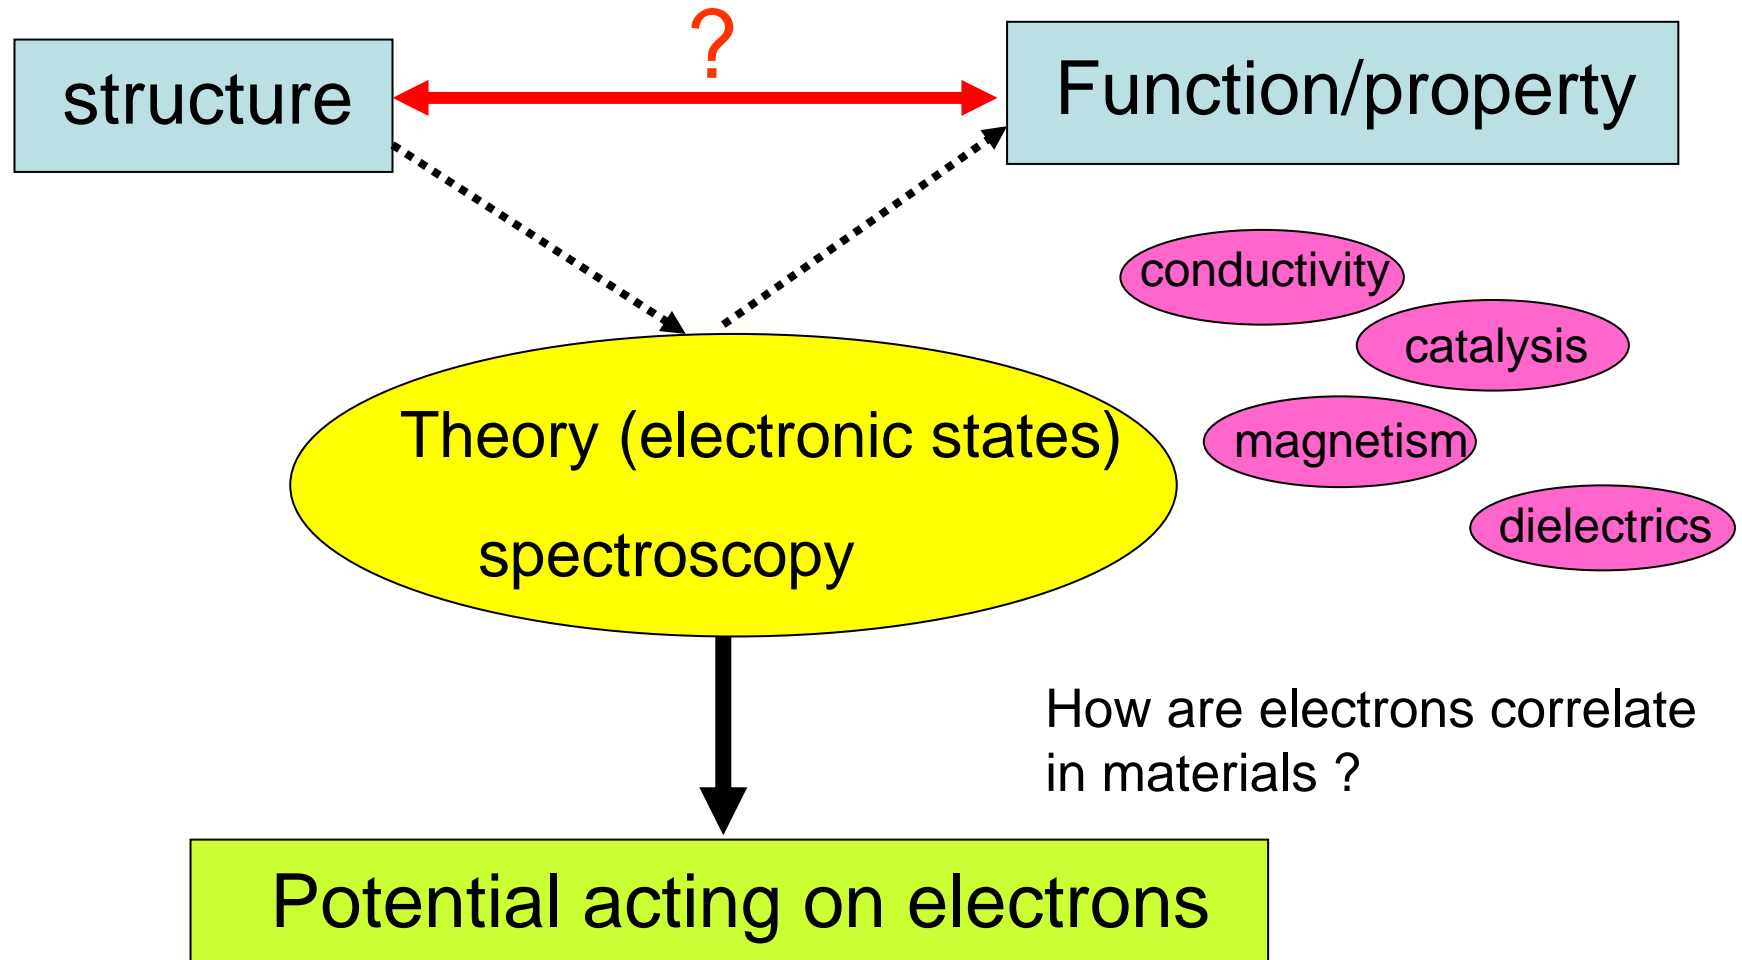 ?
structure
Function/property
conductivity
catalysis
magnetism
dielectrics
Theory (electronic states)
spectroscopy
How are electrons correlate
in materials ?
Potential acting on electrons